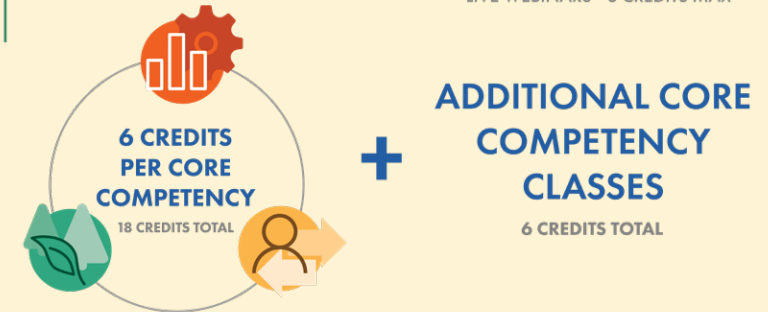 6 CREDITS
PER CORE
COMPETENCY
18 CREDITS TOTAL
+
ADDITIONAL CORE
COMPETENCY
CLASSES
6 CREDITS TOTAL